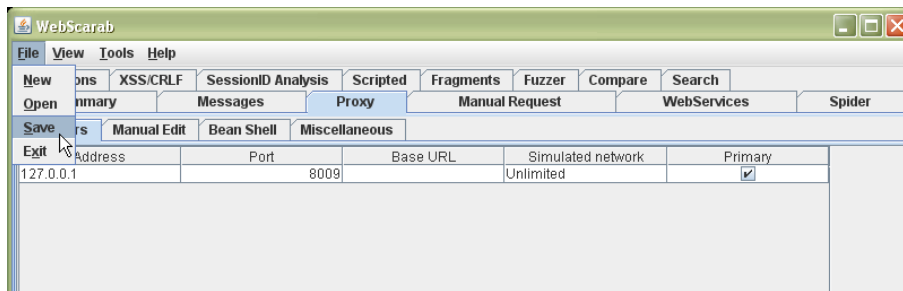 WebScarab
File View Tools Help
New ons XSS/CRLF SessionID Analysis Scripted Fragments Fuzzer Compare Search
Open nmary Messages Proxy Manual Request WebServices Spider
Save rs Manual Edit Bean Shell Miscellaneous
Exit Address Port Base URL Simulated network Primary
127.0.0.1 8009 Unlimited